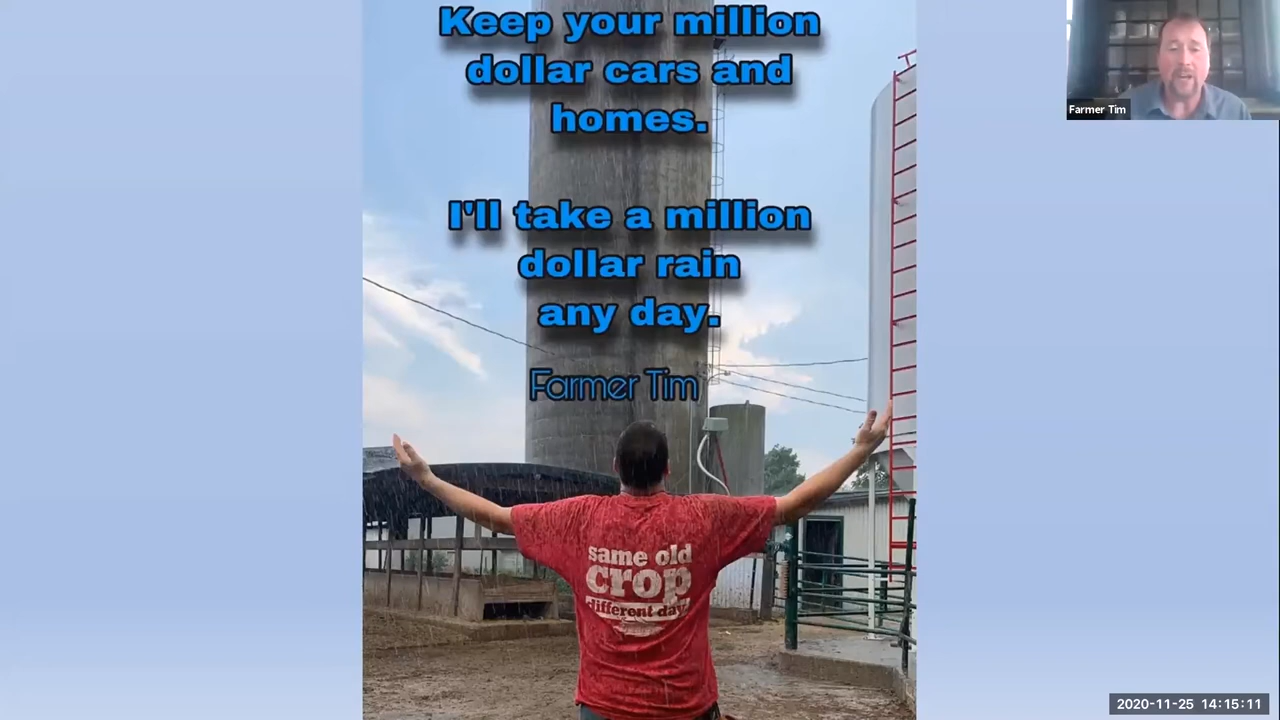 Keep your million
dollar cars and
homes.
I'll take a million
dollar rain
any day.
Farmer Tim
same old
crop
different day
Farmer Tim
2020-11-25 14:15:11